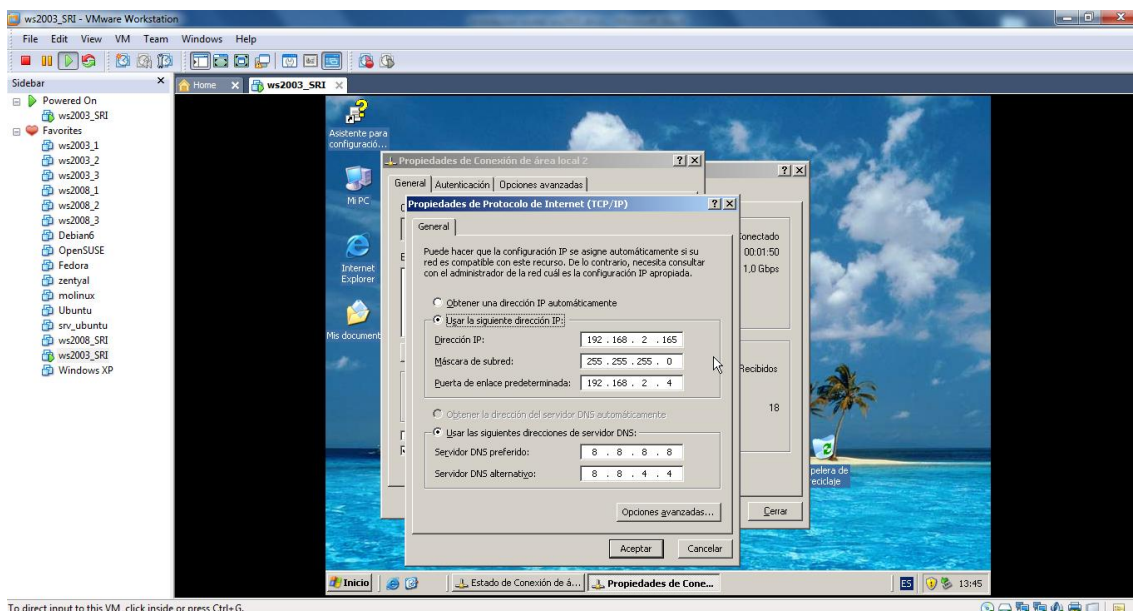 ws2003_SRI - VMware Workstation
File Edit View VM Team Windows Help
Sidebar
Home
ws2003_SRI
Powered On
ws2003_SRI
Favorites
ws2003_1
ws2003_2
ws2003_3
ws2008_1
ws2008_2
ws2008_3
Debian6
OpenSUSE
Fedora
zentyal
molinux
Ubuntu
srv_ubuntu
ws2008_SRI
ws2003_SRI
Windows XP
Asistente para
configuració...
Mi PC
Internet
Explorer
Mis document
Propiedades de Conexión de área local 2
General Autenticación Opciones avanzadas
Conectado
00:01:50
1,0 Gbps
Recibidos
18
Cerrar
Propiedades de Protocolo de Internet (TCP/IP)
General
Puede hacer que la configuración IP se asigne automáticamente si su
red es compatible con este recurso. De lo contrario, necesita consultar
con el administrador de la red cuál es la configuración IP apropiada.
Obtener una dirección IP automáticamente
Usar la siguiente dirección IP:
Dirección IP: 192 . 168 . 2 . 165
Máscara de subred: 255 . 255 . 255 . 0
Puerta de enlace predeterminada: 192 . 168 . 2 . 4
Obtener la dirección del servidor DNS automáticamente
Usar las siguientes direcciones de servidor DNS:
Servidor DNS preferido: 8 . 8 . 8 . 8
Servidor DNS alternativo: 8 . 8 . 4 . 4
Opciones avanzadas...
Aceptar Cancelar
pelera de
eciclaje
Inicio
Estado de Conexión de á...
Propiedades de Cone...
ES
13:45
To direct input to this VM, click inside or press Ctrl+G.